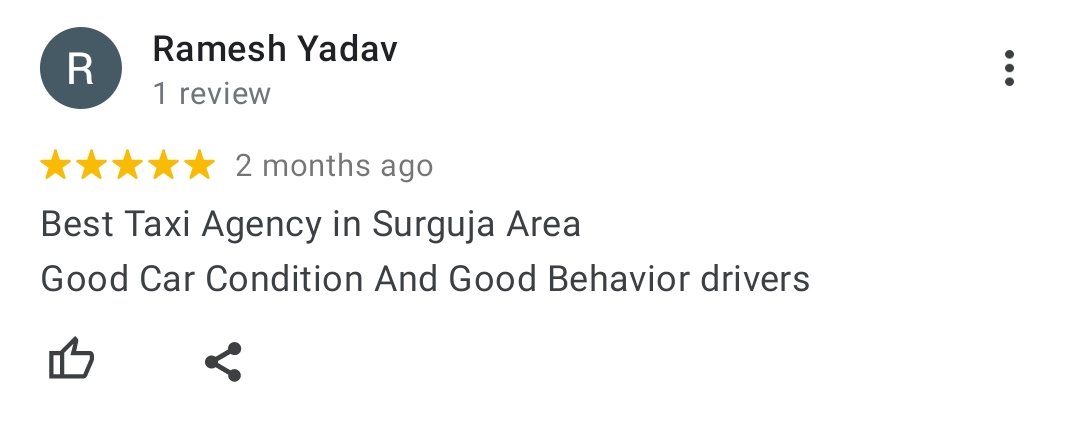 R
Ramesh Yadav
1 review
2 months ago
Best Taxi Agency in Surguja Area
Good Car Condition And Good Behavior drivers